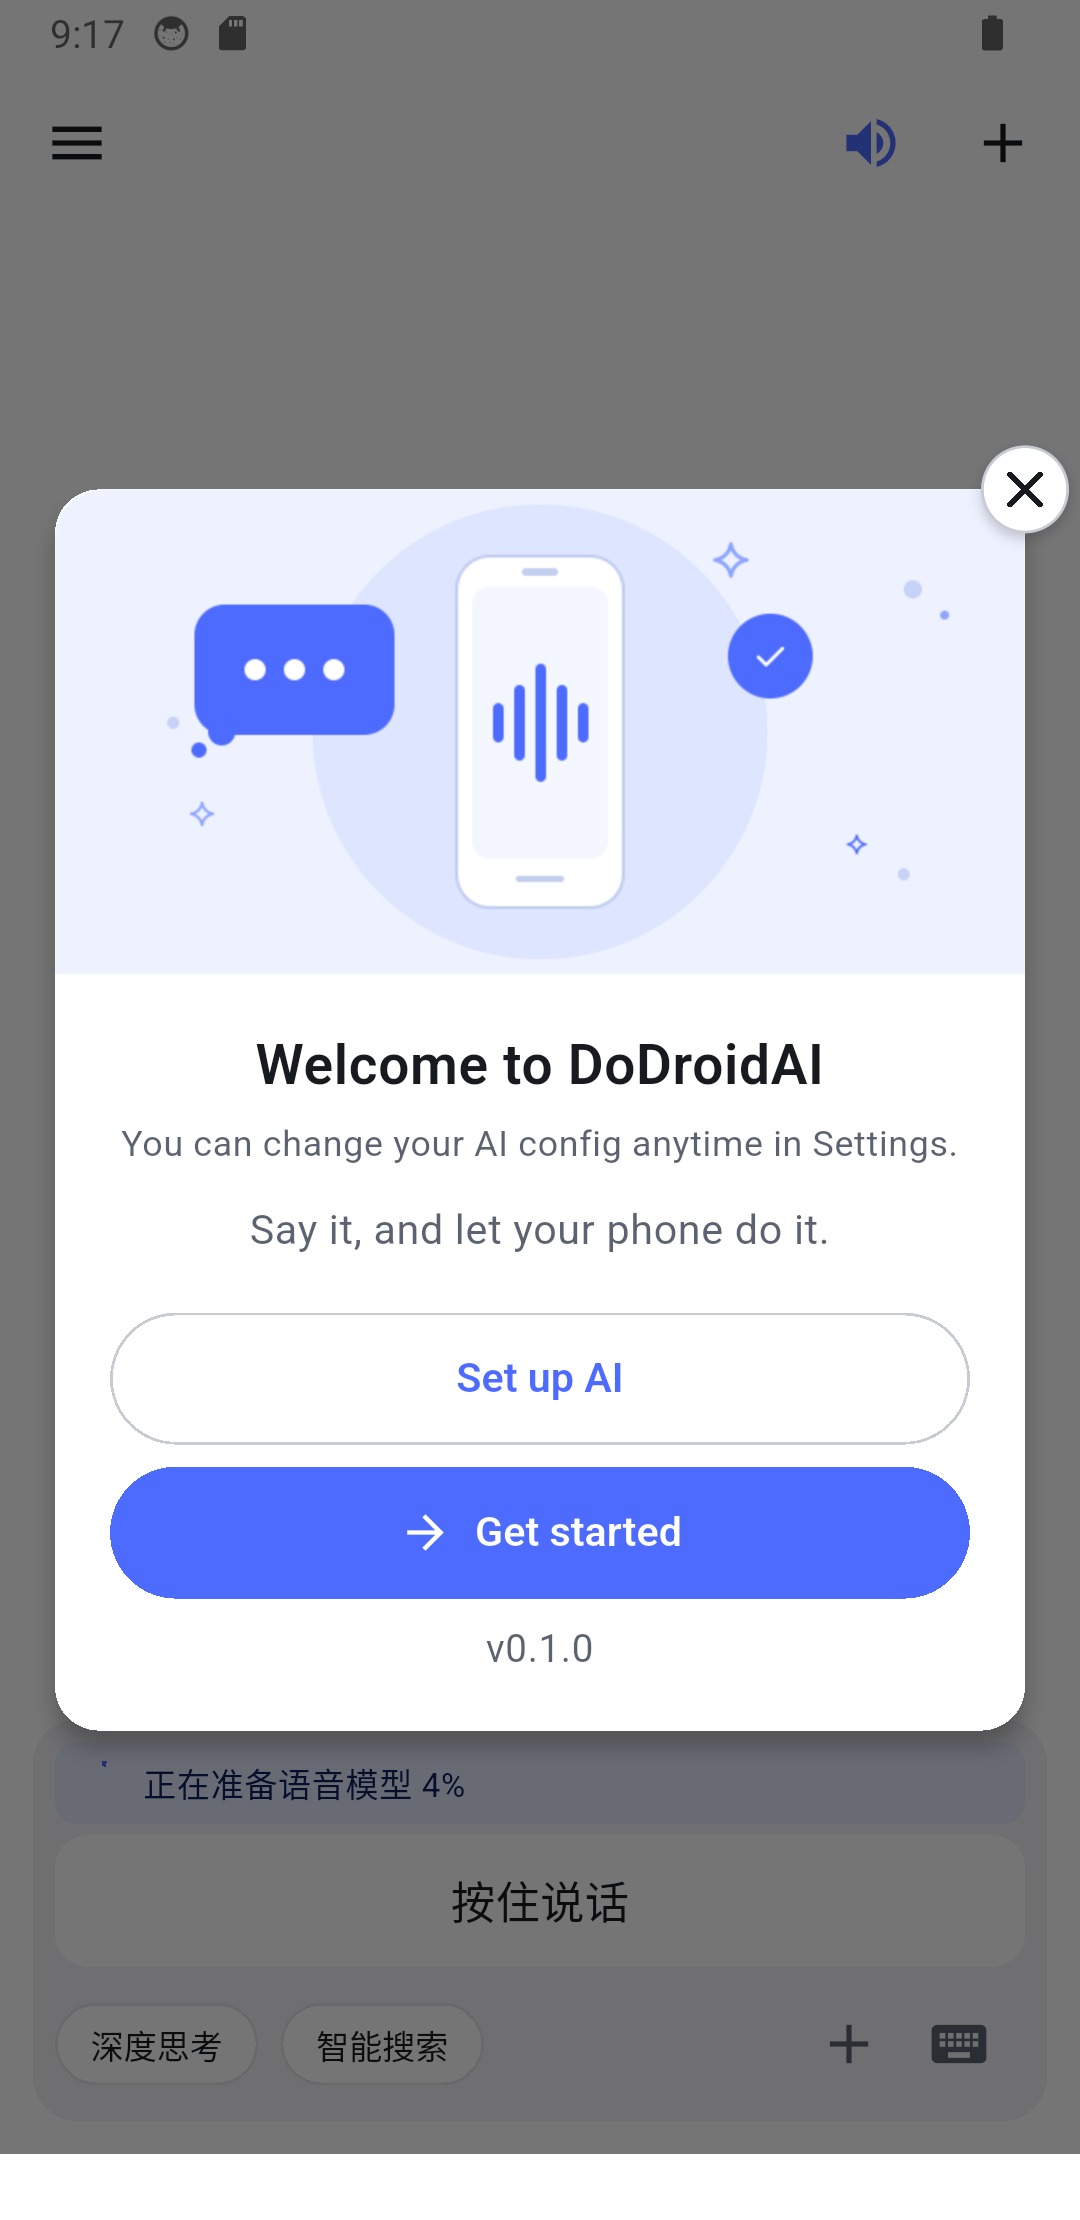 9:17
Welcome to DoDroidAI
You can change your AI config anytime in Settings.
Say it, and let your phone do it.
Set up AI
Get started
v0.1.0
正在准备语音模型 4%
按住说话
深度思考
智能搜索